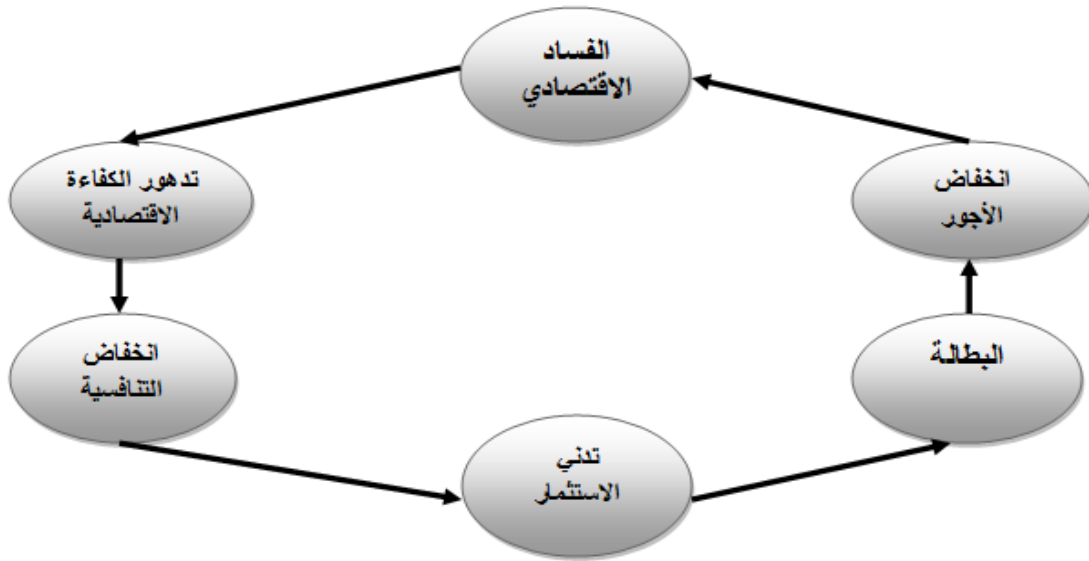 الفساد
الاقتصادي
تدهور الكفاءة
الاقتصادية
انخفاض
التنافسية
تدني
الاستثمار
البطالة
انخفاض
الأجور